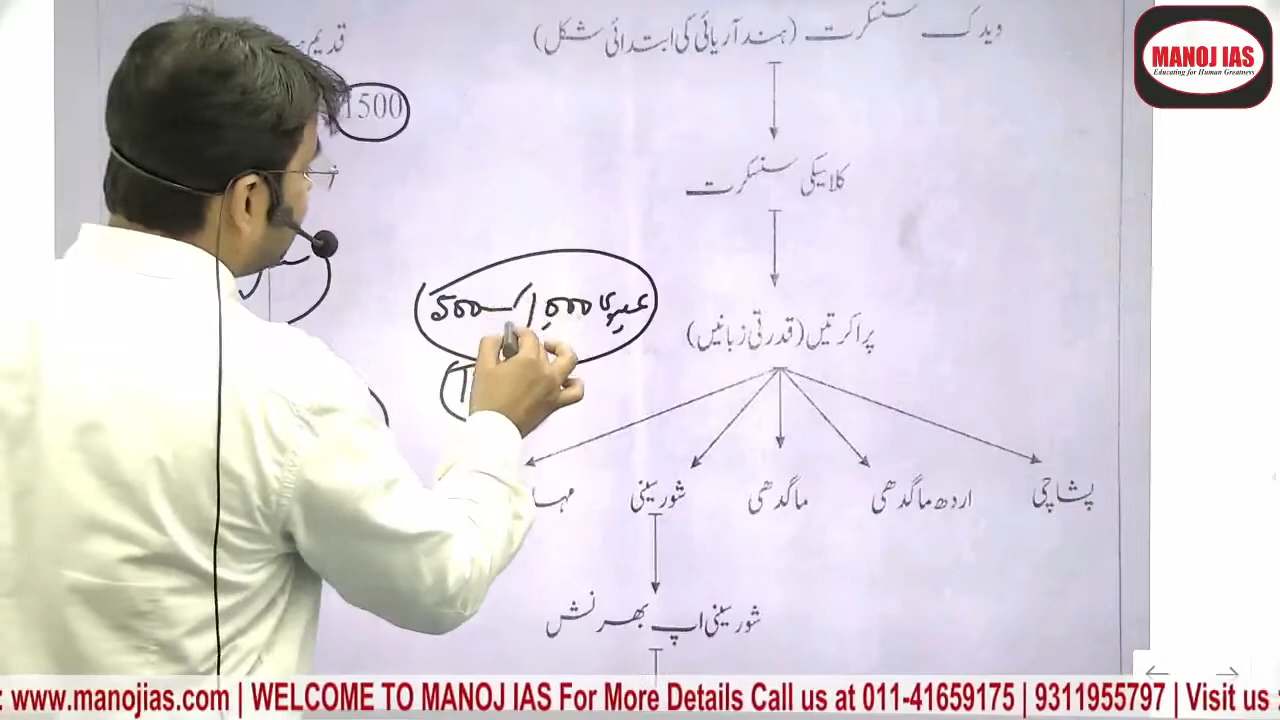 ویدک سنسکرت (ہند آریائی کی ابتدائی شکل)
قدیم
1500
MANOJ IAS
Educating for Human Greatness
کلاسیکی سنسکرت
500 — 1000 عیسوی
پراکرتیں (قدرتی زبانیں)
پشاچی
اردھ ماگدھی
ماگدھی
شورسینی
مہا
شورسینی اپ بھرنش
: www.manojias.com | WELCOME TO MANOJ IAS For More Details Call us at 011-41659175 | 9311955797 | Visit us :